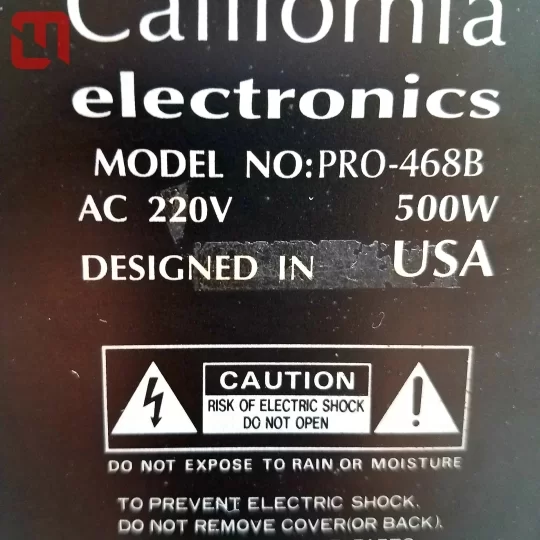 California
electronics
MODEL NO:PRO-468B
AC 220V 500W
DESIGNED IN USA
CAUTION
RISK OF ELECTRIC SHOCK
DO NOT OPEN
DO NOT EXPOSE TO RAIN OR MOISTURE
TO PREVENT ELECTRIC SHOCK,
DO NOT REMOVE COVER(OR BACK).